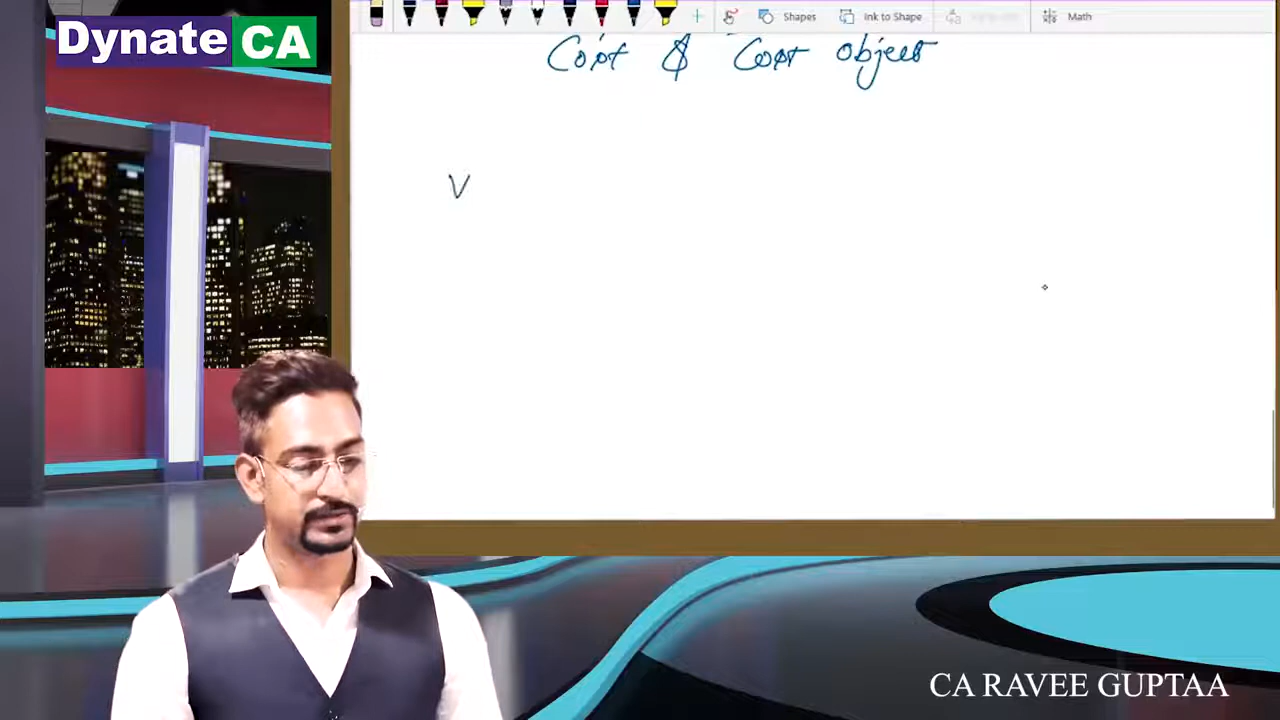 Dynate CA
Shapes Ink to Shape Math
Cost & Cost object
V
CA RAVEE GUPTAA